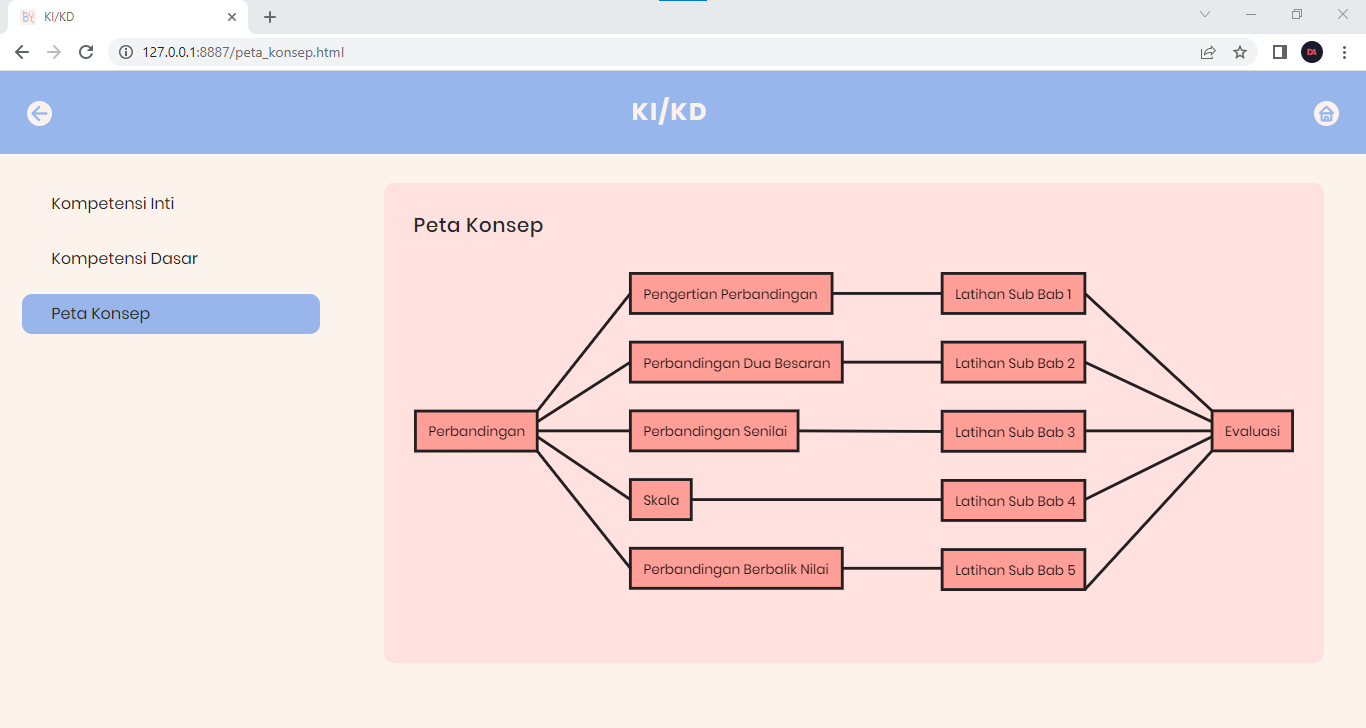 KI/KD
127.0.0.1:8887/peta_konsep.html
KI/KD
Kompetensi Inti
Kompetensi Dasar
Peta Konsep
Peta Konsep
Pengertian Perbandingan
Latihan Sub Bab 1
Perbandingan Dua Besaran
Latihan Sub Bab 2
Perbandingan
Perbandingan Senilai
Latihan Sub Bab 3
Evaluasi
Skala
Latihan Sub Bab 4
Perbandingan Berbalik Nilai
Latihan Sub Bab 5